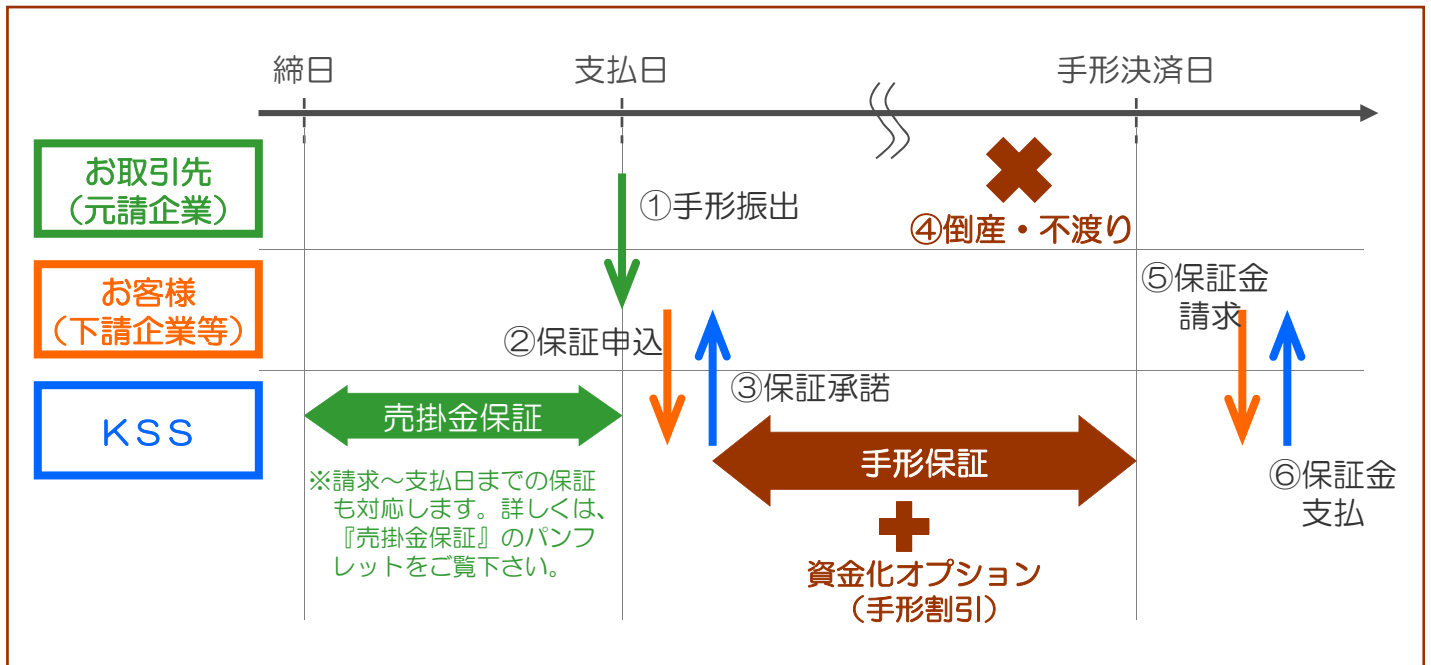 締日
支払日
手形決済日
お取引先
（元請企業）
①手形振出
④倒産・不渡り
お客様
（下請企業等）
②保証申込
⑤保証金
請求
KSS
売掛金保証
③保証承諾
手形保証
※請求～支払日までの保証
も対応します。詳しくは、
『売掛金保証』のパンフ
レットをご覧下さい。
⑥保証金
支払
資金化オプション
（手形割引）